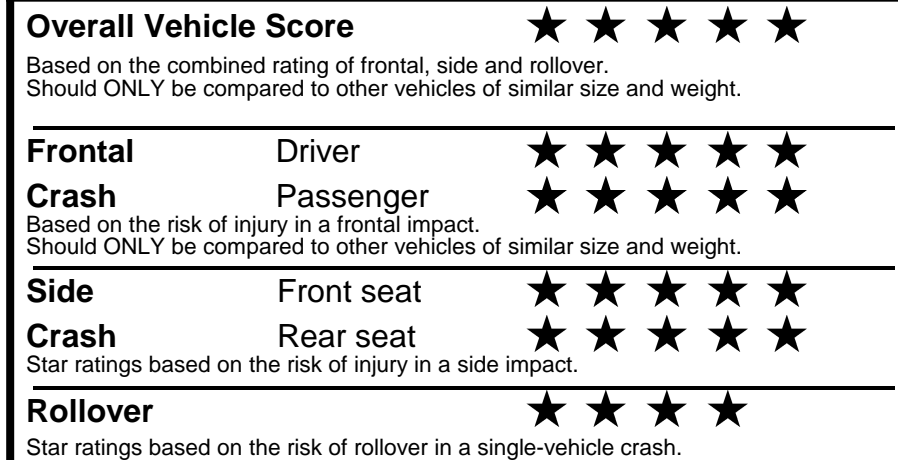 Overall Vehicle Score ★ ★ ★ ★ ★
Based on the combined rating of frontal, side and rollover.
Should ONLY be compared to other vehicles of similar size and weight.
Frontal Driver ★ ★ ★ ★ ★
Crash Passenger ★ ★ ★ ★ ★
Based on the risk of injury in a frontal impact.
Should ONLY be compared to other vehicles of similar size and weight.
Side Front seat ★ ★ ★ ★ ★
Crash Rear seat ★ ★ ★ ★ ★
Star ratings based on the risk of injury in a side impact.
Rollover ★ ★ ★ ★
Star ratings based on the risk of rollover in a single-vehicle crash.